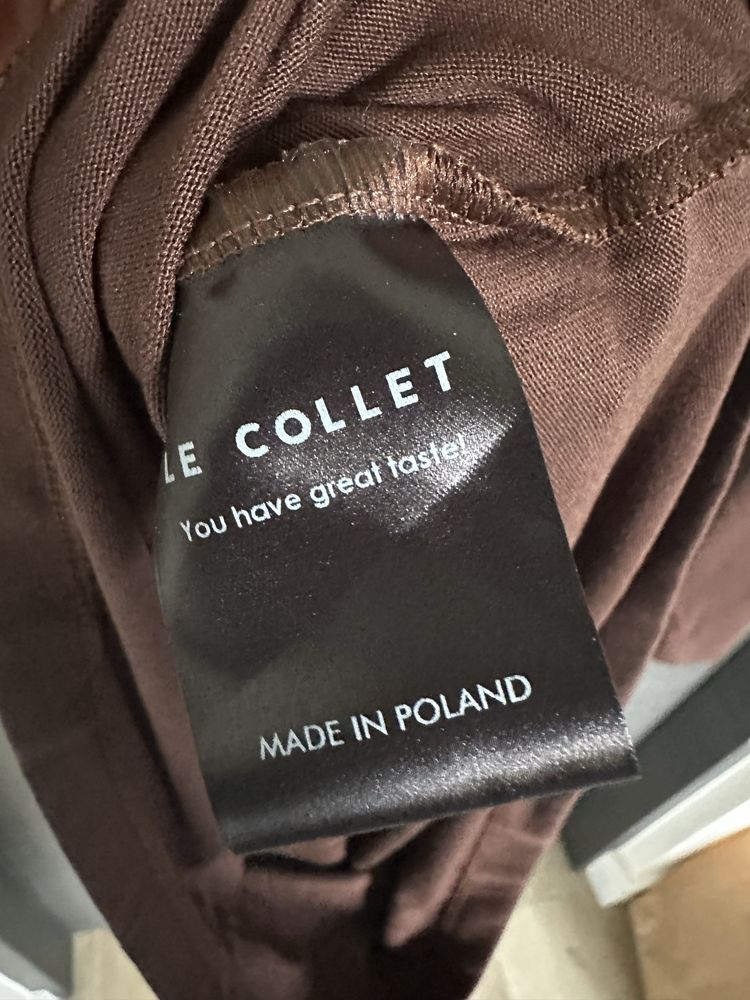 LE COLLET
You have great taste!
MADE IN POLAND